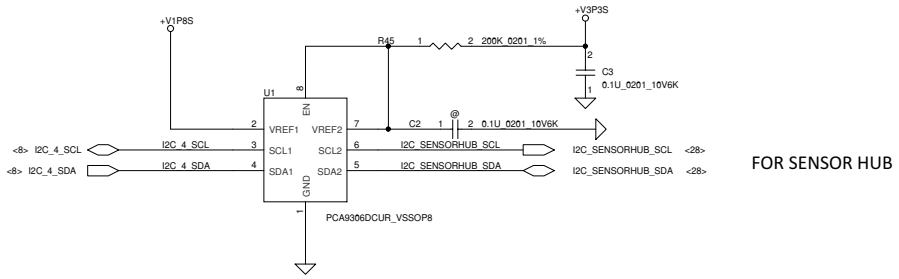 +V1P8S
+V3P3S
R45 1 2 200K_0201_1%
2
C3
0.1U_0201_10V6K
1
U1
8
EN
2 VREF1 VREF2 7 C2 1 @ 2 0.1U_0201_10V6K
<8> I2C_4_SCL I2C_4_SCL 3 SCL1 SCL2 6 I2C_SENSORHUB_SCL I2C_SENSORHUB_SCL <28>
<8> I2C_4_SDA I2C_4_SDA 4 SDA1 SDA2 5 I2C_SENSORHUB_SDA I2C_SENSORHUB_SDA <28>
FOR SENSOR HUB
GND
1
PCA9306DCUR_VSSOP8